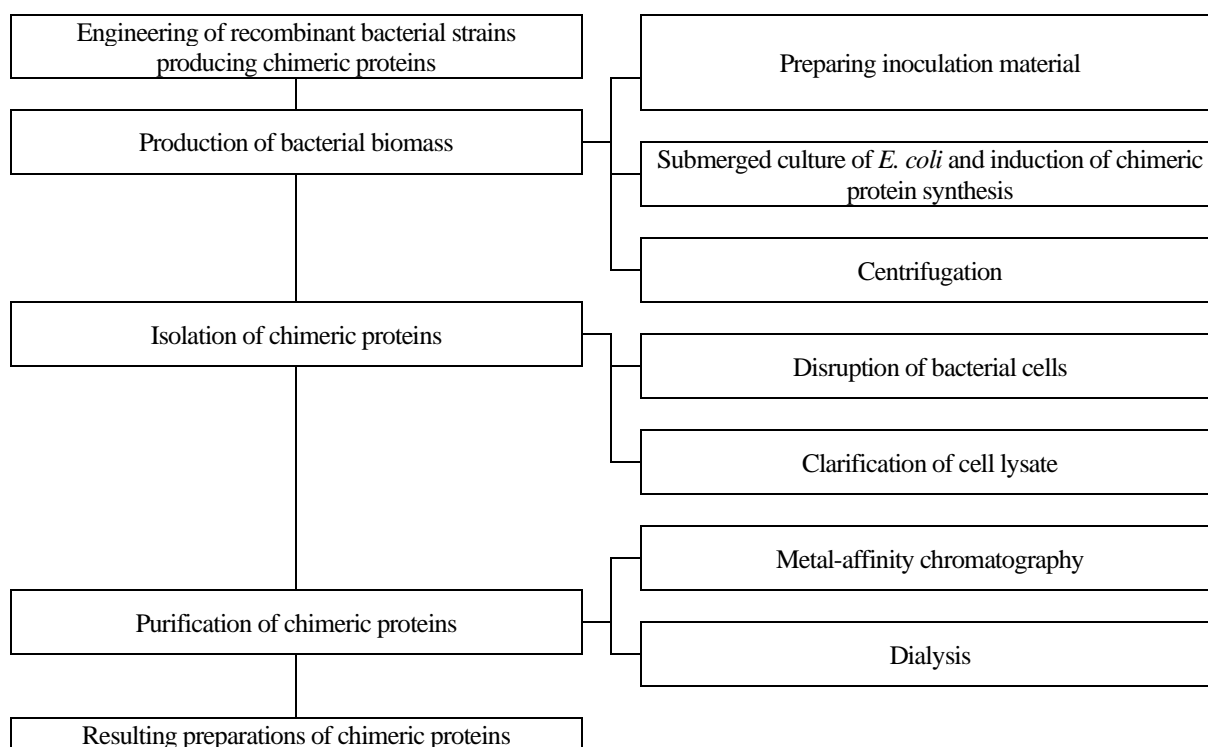 Engineering of recombinant bacterial strains
producing chimeric proteins
Production of bacterial biomass
Preparing inoculation material
Submerged culture of E. coli and induction of chimeric
protein synthesis
Centrifugation
Isolation of chimeric proteins
Disruption of bacterial cells
Clarification of cell lysate
Purification of chimeric proteins
Metal-affinity chromatography
Dialysis
Resulting preparations of chimeric proteins